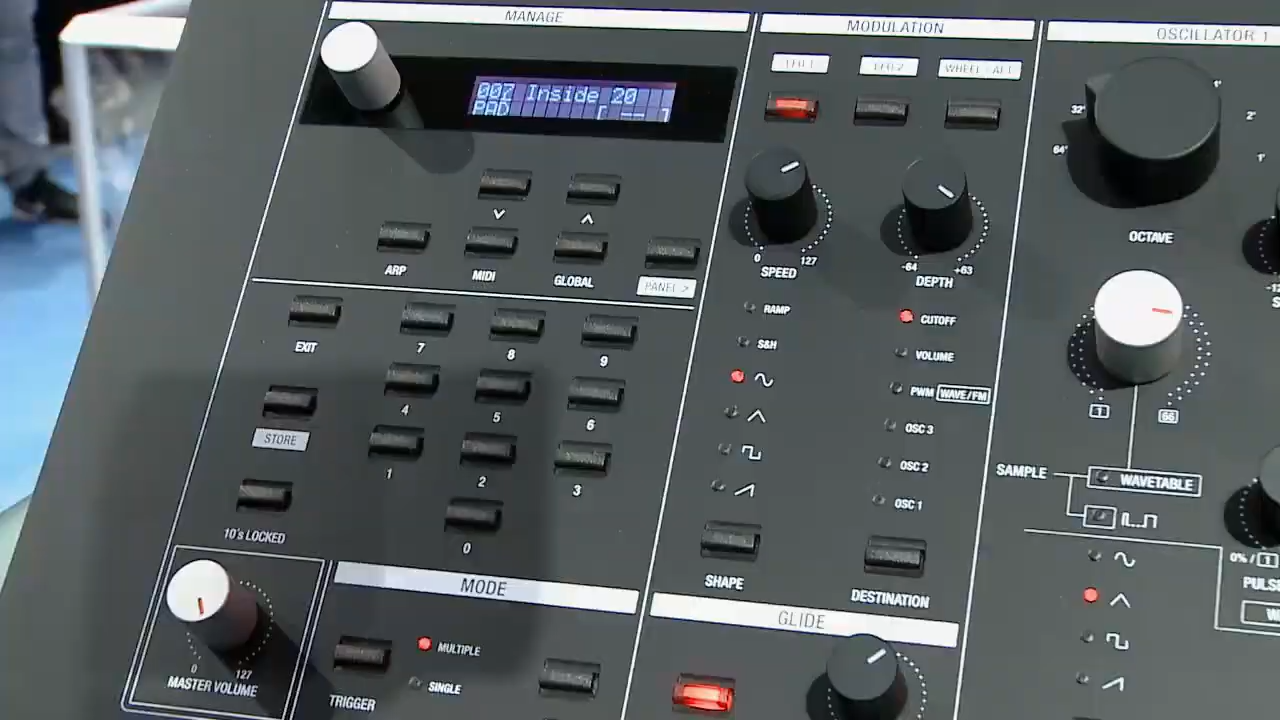 MANAGE
MODULATION
OSCILLATOR 1
LFO 1
LFO 2
WHEEL / AFT
007 Inside 20
PAD
32'
64'
2'
1'
OCTAVE
ARP
MIDI
GLOBAL
PANEL >
0
127
SPEED
-64
+63
DEPTH
EXIT
7
8
9
RAMP
S&H
CUTOFF
VOLUME
PWM WAVE/FM
OSC 3
OSC 2
OSC 1
1
66
STORE
4
5
6
1
2
3
10's LOCKED
0
SAMPLE
WAVETABLE
SHAPE
DESTINATION
0% / 1
MODE
GLIDE
0
127
MASTER VOLUME
MULTIPLE
SINGLE
TRIGGER